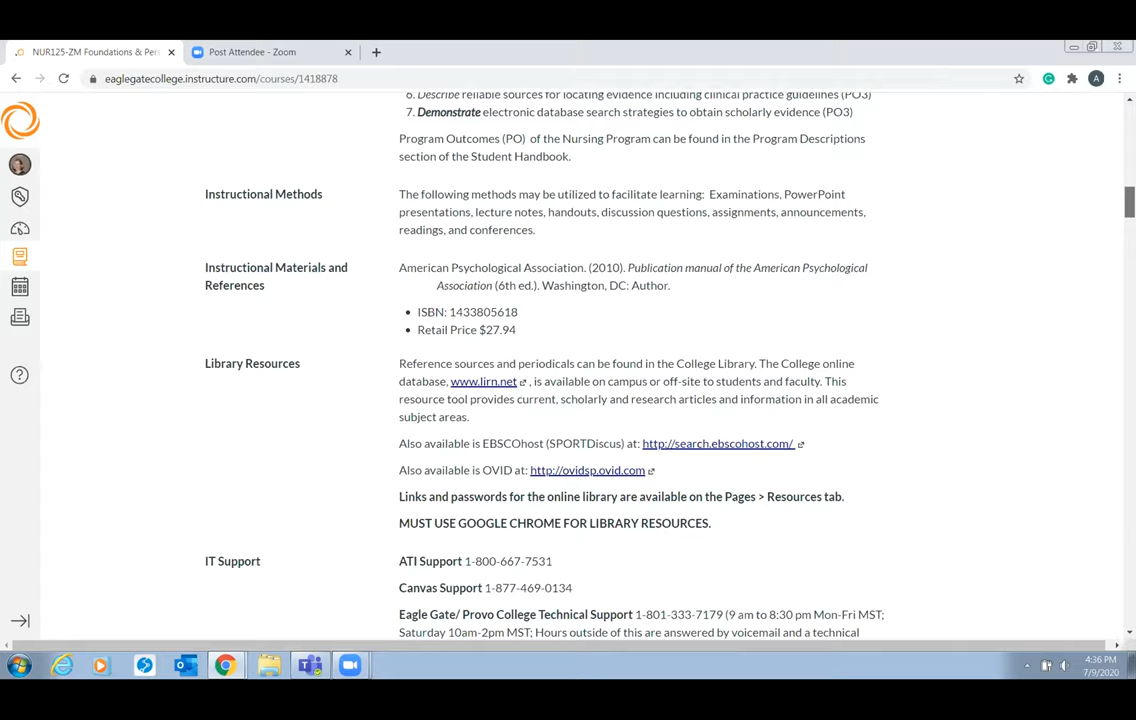 NUR125-ZM Foundations & Per
Post Attendee - Zoom
eaglegatecollege.instructure.com/courses/1418878
A
6. Describe reliable sources for locating evidence including clinical practice guidelines (PO3)
7. Demonstrate electronic database search strategies to obtain scholarly evidence (PO3)
Program Outcomes (PO) of the Nursing Program can be found in the Program Descriptions
section of the Student Handbook.
Instructional Methods
The following methods may be utilized to facilitate learning: Examinations, PowerPoint
presentations, lecture notes, handouts, discussion questions, assignments, announcements,
readings, and conferences.
Instructional Materials and
References
American Psychological Association. (2010). Publication manual of the American Psychological
Association (6th ed.). Washington, DC: Author.
• ISBN: 1433805618
• Retail Price $27.94
Library Resources
Reference sources and periodicals can be found in the College Library. The College online
database, www.lirn.net , is available on campus or off-site to students and faculty. This
resource tool provides current, scholarly and research articles and information in all academic
subject areas.
Also available is EBSCOhost (SPORTDiscus) at: http://search.ebscohost.com/
Also available is OVID at: http://ovidsp.ovid.com
Links and passwords for the online library are available on the Pages > Resources tab.
MUST USE GOOGLE CHROME FOR LIBRARY RESOURCES.
IT Support
ATI Support 1-800-667-7531
Canvas Support 1-877-469-0134
Eagle Gate/ Provo College Technical Support 1-801-333-7179 (9 am to 8:30 pm Mon-Fri MST;
Saturday 10am-2pm MST; Hours outside of this are answered by voicemail and a technical
4:36 PM
7/9/2020